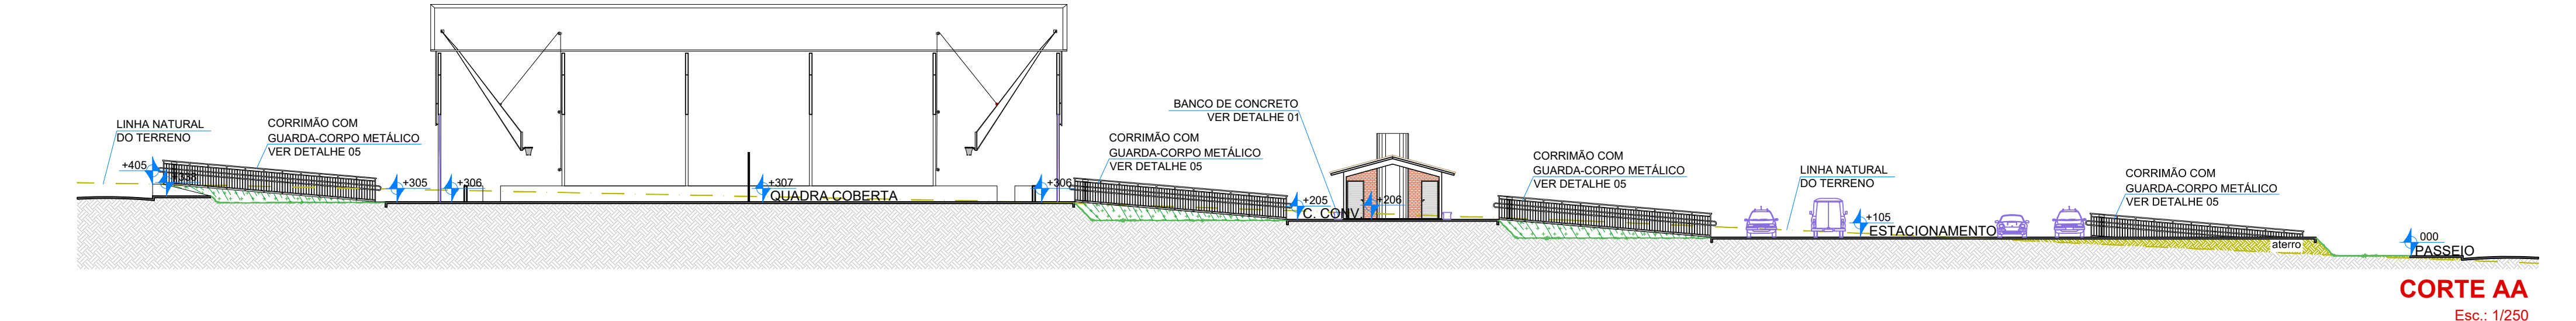 LINHA NATURAL
DO TERRENO
+405
CORRIMÃO COM
GUARDA-CORPO METÁLICO
VER DETALHE 05
+305
+306
+307
QUADRA COBERTA
+306
CORRIMÃO COM
GUARDA-CORPO METÁLICO
VER DETALHE 05
BANCO DE CONCRETO
VER DETALHE 01
+205
C. CONV.
+206
CORRIMÃO COM
GUARDA-CORPO METÁLICO
VER DETALHE 05
LINHA NATURAL
DO TERRENO
+105
ESTACIONAMENTO
CORRIMÃO COM
GUARDA-CORPO METÁLICO
VER DETALHE 05
aterro
000
PASSEIO
CORTE AA
Esc.: 1/250